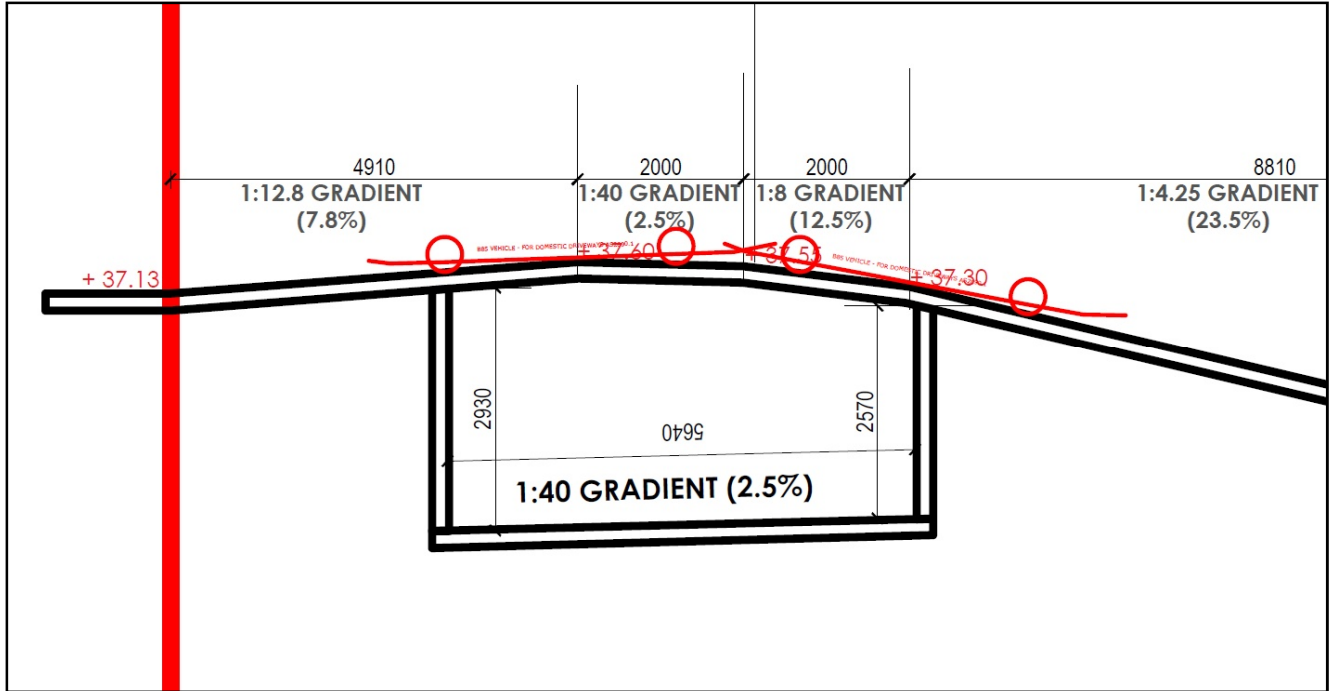 4910
2000
2000
8810
1:12.8 GRADIENT
(7.8%)
1:40 GRADIENT
(2.5%)
1:8 GRADIENT
(12.5%)
1:4.25 GRADIENT
(23.5%)
B85 VEHICLE - FOR DOMESTIC
+ 37.60
+ 37.55
B85 VEHICLE - FOR DOMESTIC
+ 37.13
+ 37.30
2930
2570
5640
1:40 GRADIENT (2.5%)